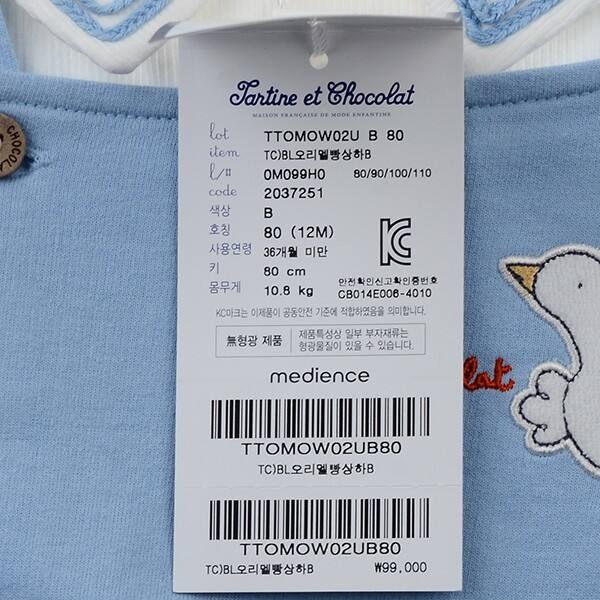 Tartine et Chocolat
MAISON FRANÇAISE DE MODE ENFANTINE
lot TTOMOW02U B 80
item TC)BL오리멜빵상하B
l/# 0M099H0 80/90/100/110
code 2037251
색상 B
호칭 80 (12M)
사용연령 36개월 미만
키 80 cm
몸무게 10.8 kg
안전확인신고확인증번호
CB014E006-4010
KC마크는 이제품이 공동안전 기준에 적합하였음을 의미합니다.
無형광 제품
제품특성상 일부 부자재류는
형광물질이 있을 수 있습니다.
medience
TTOMOW02UB80
TC)BL오리멜빵상하B
TTOMOW02UB80
TC)BL오리멜빵상하B ₩99,000
CHOCOLA
lat